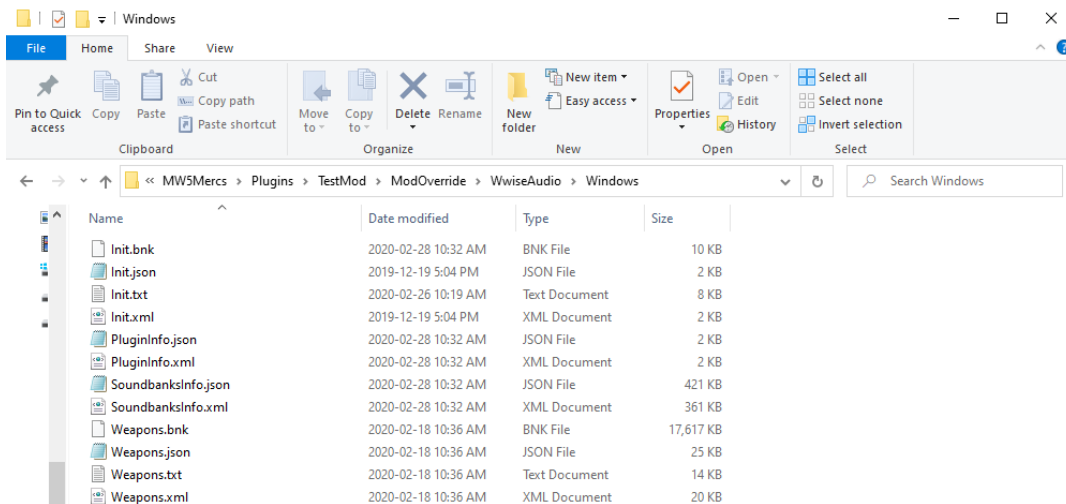 Windows
File Home Share View
Pin to Quick access
Copy
Paste
Cut
Copy path
Paste shortcut
Move to
Copy to
Delete
Rename
New folder
New item
Easy access
Properties
Open
Edit
History
Select all
Select none
Invert selection
Clipboard Organize New Open Select
« MW5Mercs > Plugins > TestMod > ModOverride > WwiseAudio > Windows
Search Windows
Name Date modified Type Size
Init.bnk 2020-02-28 10:32 AM BNK File 10 KB
Init.json 2019-12-19 5:04 PM JSON File 2 KB
Init.txt 2020-02-26 10:19 AM Text Document 8 KB
Init.xml 2019-12-19 5:04 PM XML Document 2 KB
PluginInfo.json 2020-02-28 10:32 AM JSON File 2 KB
PluginInfo.xml 2020-02-28 10:32 AM XML Document 2 KB
SoundbanksInfo.json 2020-02-28 10:32 AM JSON File 421 KB
SoundbanksInfo.xml 2020-02-28 10:32 AM XML Document 361 KB
Weapons.bnk 2020-02-18 10:36 AM BNK File 17,617 KB
Weapons.json 2020-02-18 10:36 AM JSON File 25 KB
Weapons.txt 2020-02-18 10:36 AM Text Document 14 KB
Weapons.xml 2020-02-18 10:36 AM XML Document 20 KB